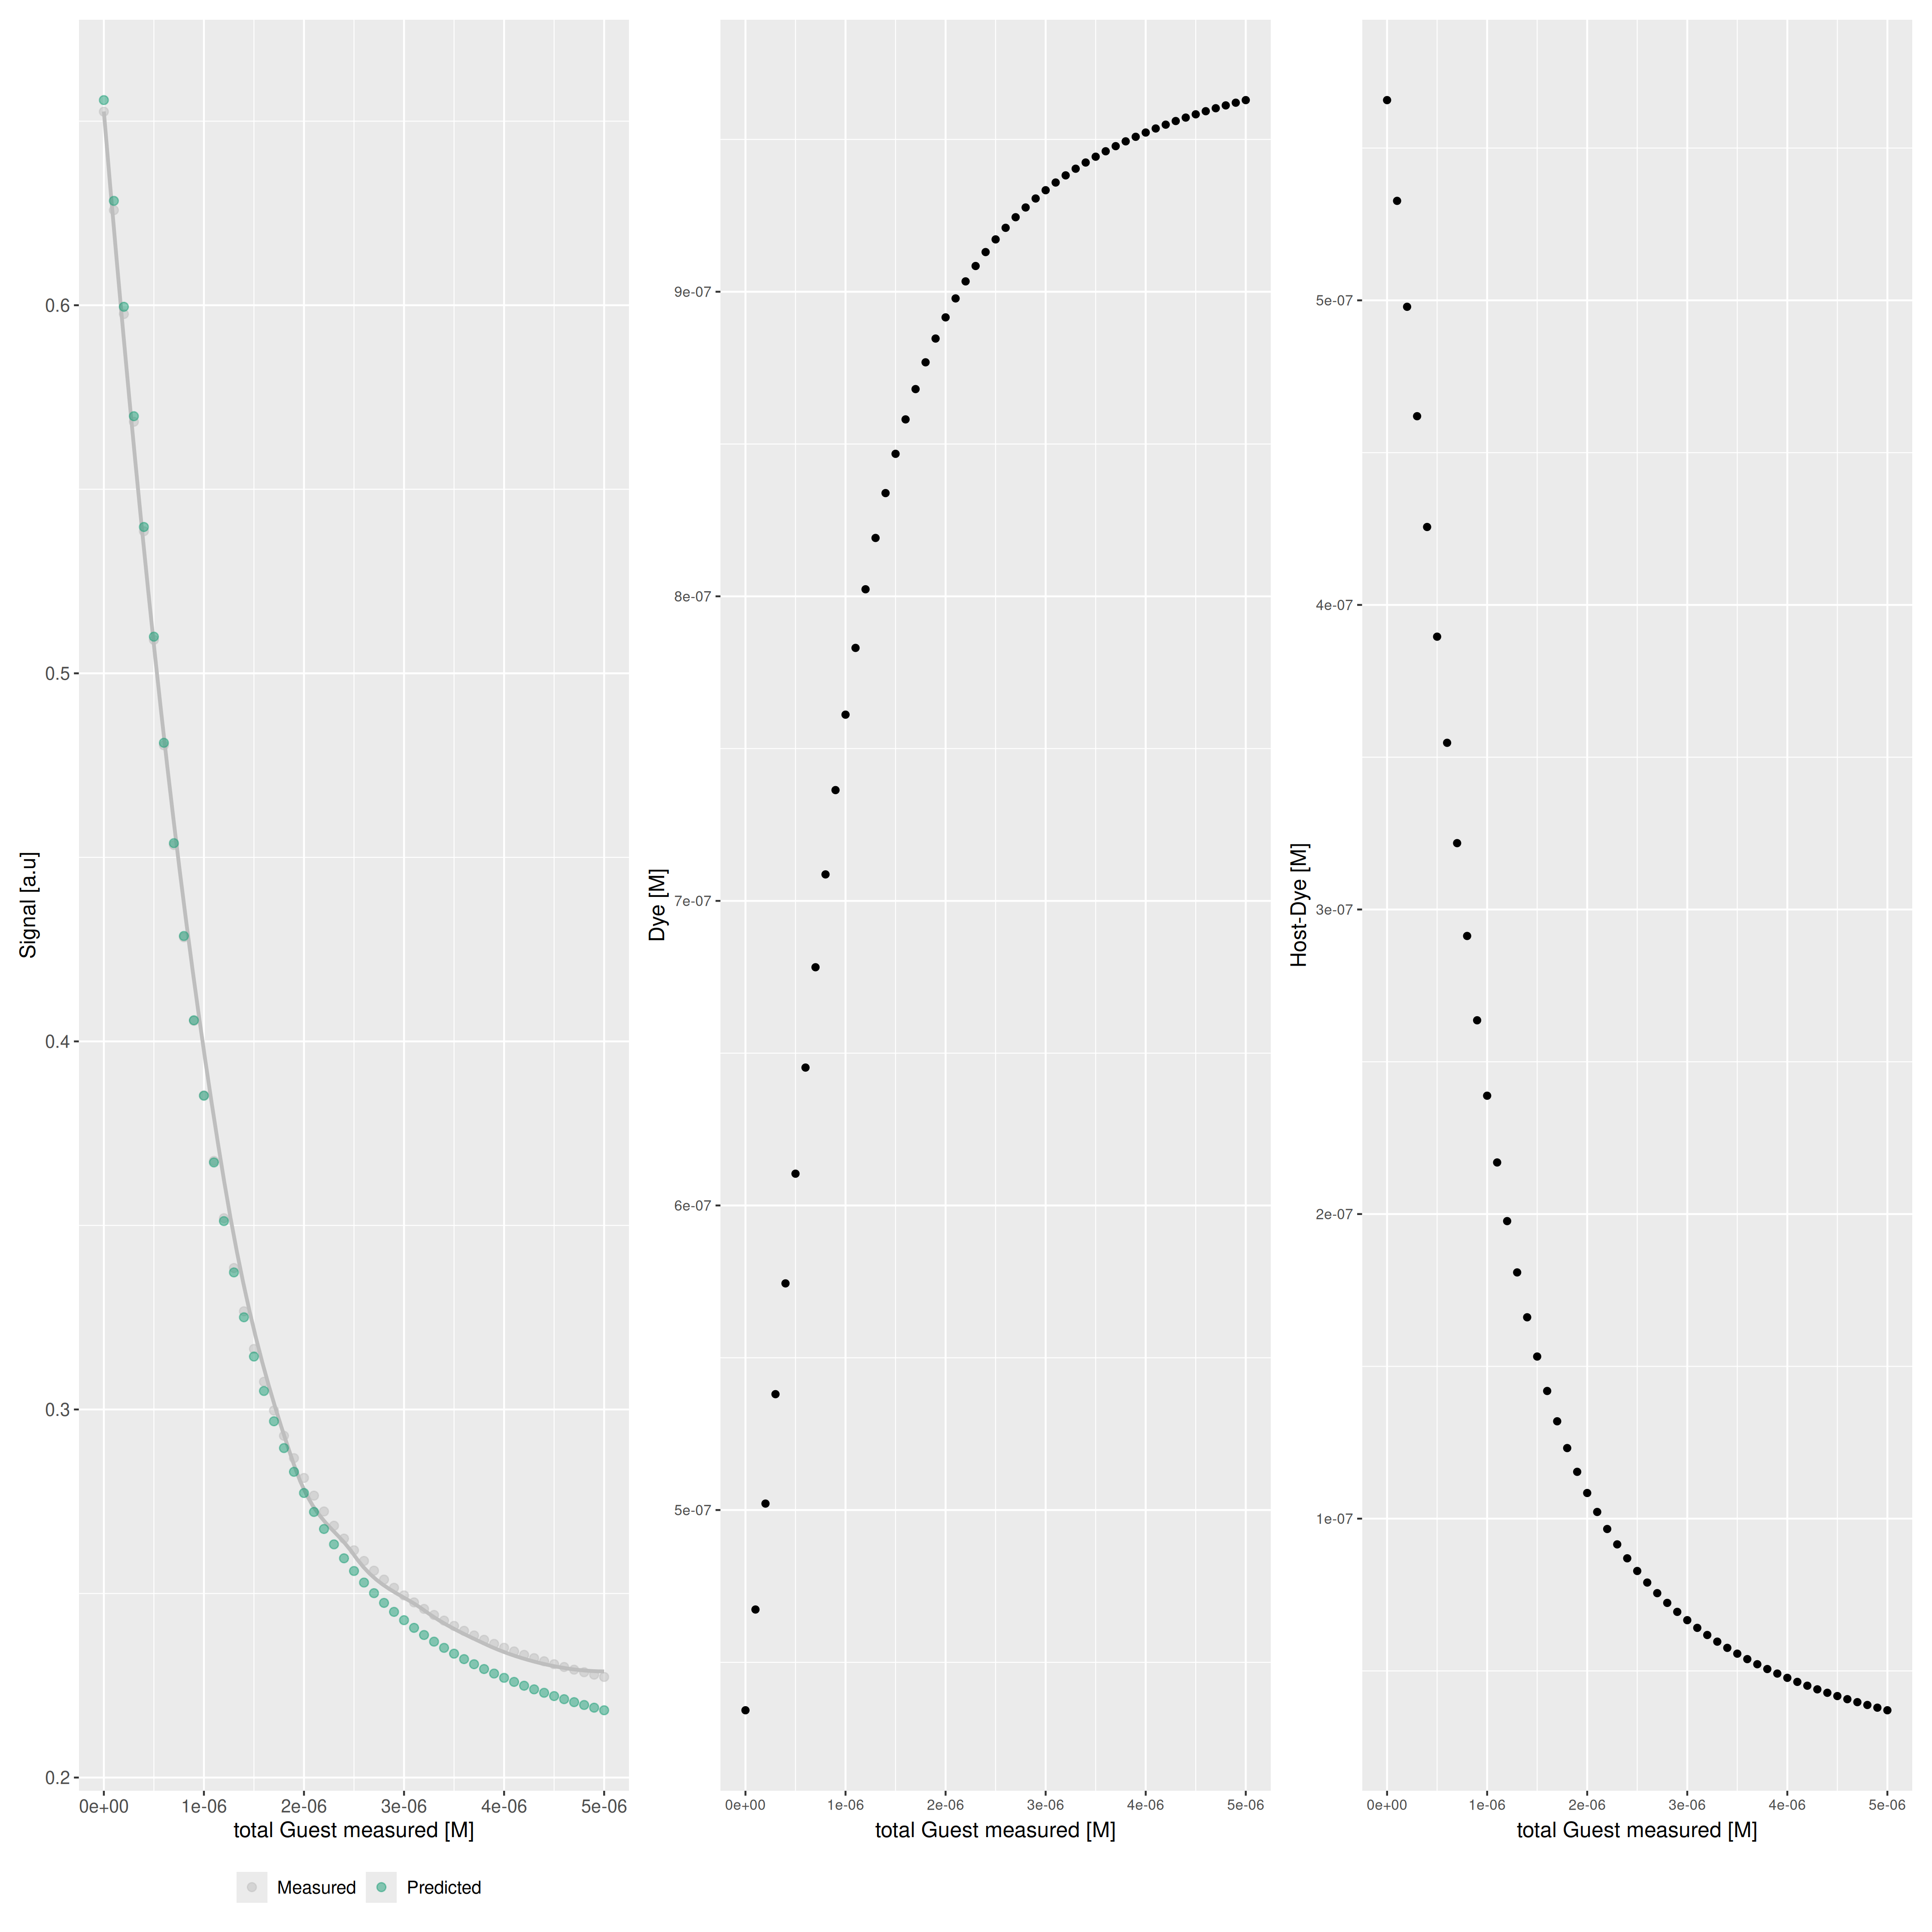 Signal [a.u]
0.6
0.5
0.4
0.3
0.2
0e+00 1e-06 2e-06 3e-06 4e-06 5e-06
total Guest measured [M]
Measured Predicted
Dye [M]
9e-07
8e-07
7e-07
6e-07
5e-07
0e+00 1e-06 2e-06 3e-06 4e-06 5e-06
total Guest measured [M]
Host-Dye [M]
5e-07
4e-07
3e-07
2e-07
1e-07
0e+00 1e-06 2e-06 3e-06 4e-06 5e-06
total Guest measured [M]